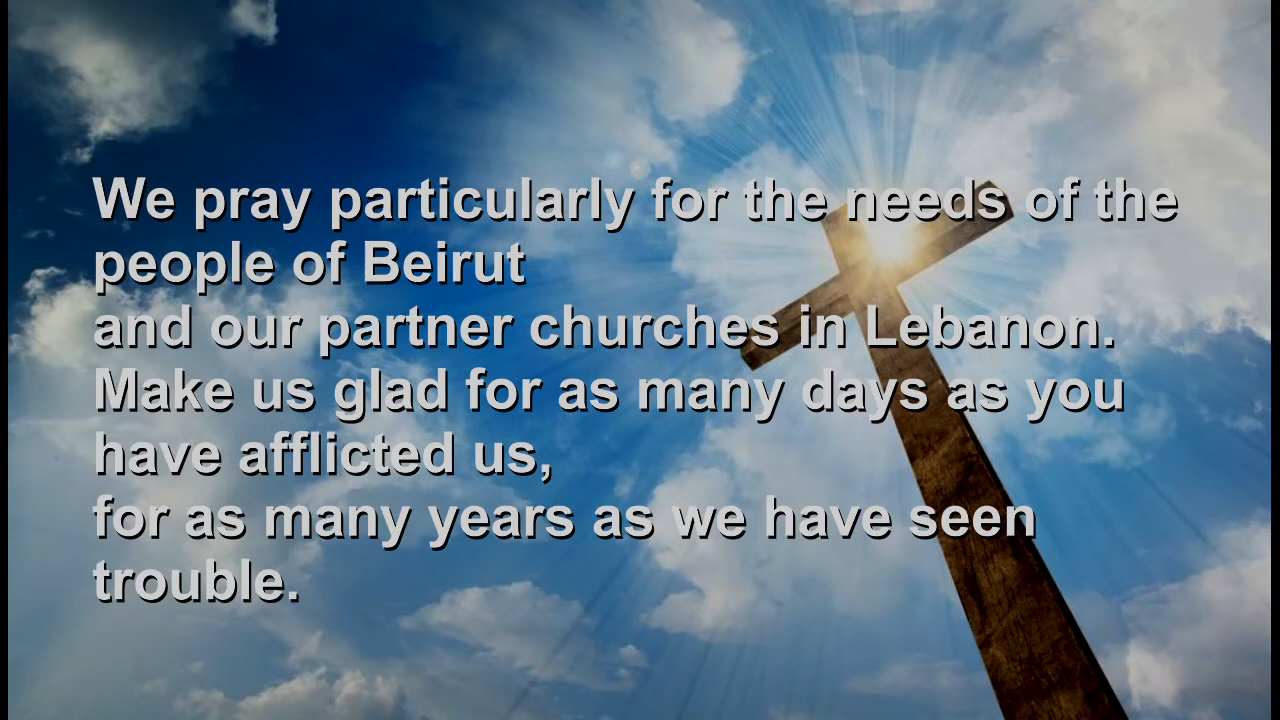 We pray particularly for the needs of the
people of Beirut
and our partner churches in Lebanon.
Make us glad for as many days as you
have afflicted us,
for as many years as we have seen
trouble.